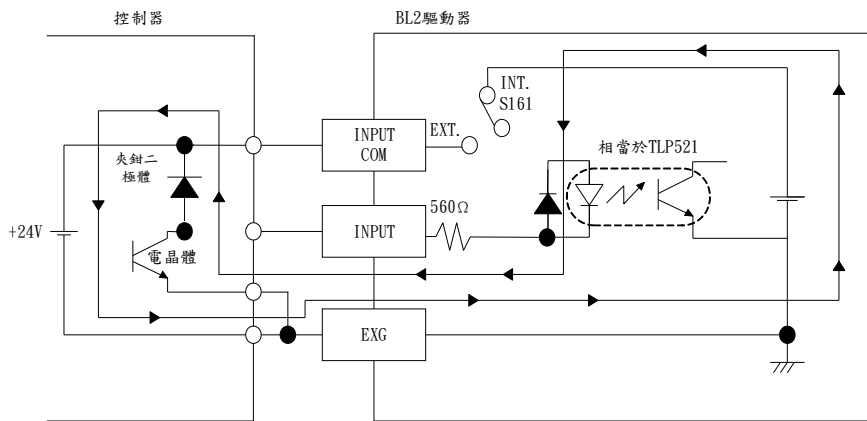 控制器
BL2驅動器
INT.
S161
INPUT
COM
EXT.
相當於TLP521
夾鉗二
極體
560Ω
INPUT
+24V
電晶體
EXG